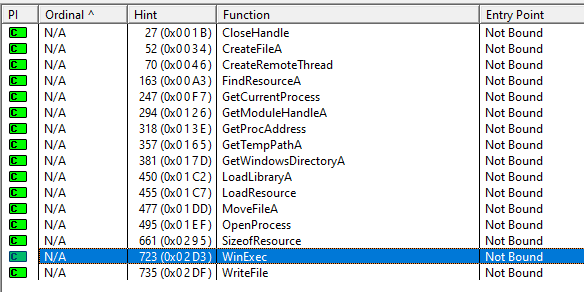 PI Ordinal ^ Hint Function Entry Point
C N/A 27 (0x001B) CloseHandle Not Bound
C N/A 52 (0x0034) CreateFileA Not Bound
C N/A 70 (0x0046) CreateRemoteThread Not Bound
C N/A 163 (0x00A3) FindResourceA Not Bound
C N/A 247 (0x00F7) GetCurrentProcess Not Bound
C N/A 294 (0x0126) GetModuleHandleA Not Bound
C N/A 318 (0x013E) GetProcAddress Not Bound
C N/A 357 (0x0165) GetTempPathA Not Bound
C N/A 381 (0x017D) GetWindowsDirectoryA Not Bound
C N/A 450 (0x01C2) LoadLibraryA Not Bound
C N/A 455 (0x01C7) LoadResource Not Bound
C N/A 477 (0x01DD) MoveFileA Not Bound
C N/A 495 (0x01EF) OpenProcess Not Bound
C N/A 661 (0x0295) SizeofResource Not Bound
C N/A 723 (0x02D3) WinExec Not Bound
C N/A 735 (0x02DF) WriteFile Not Bound